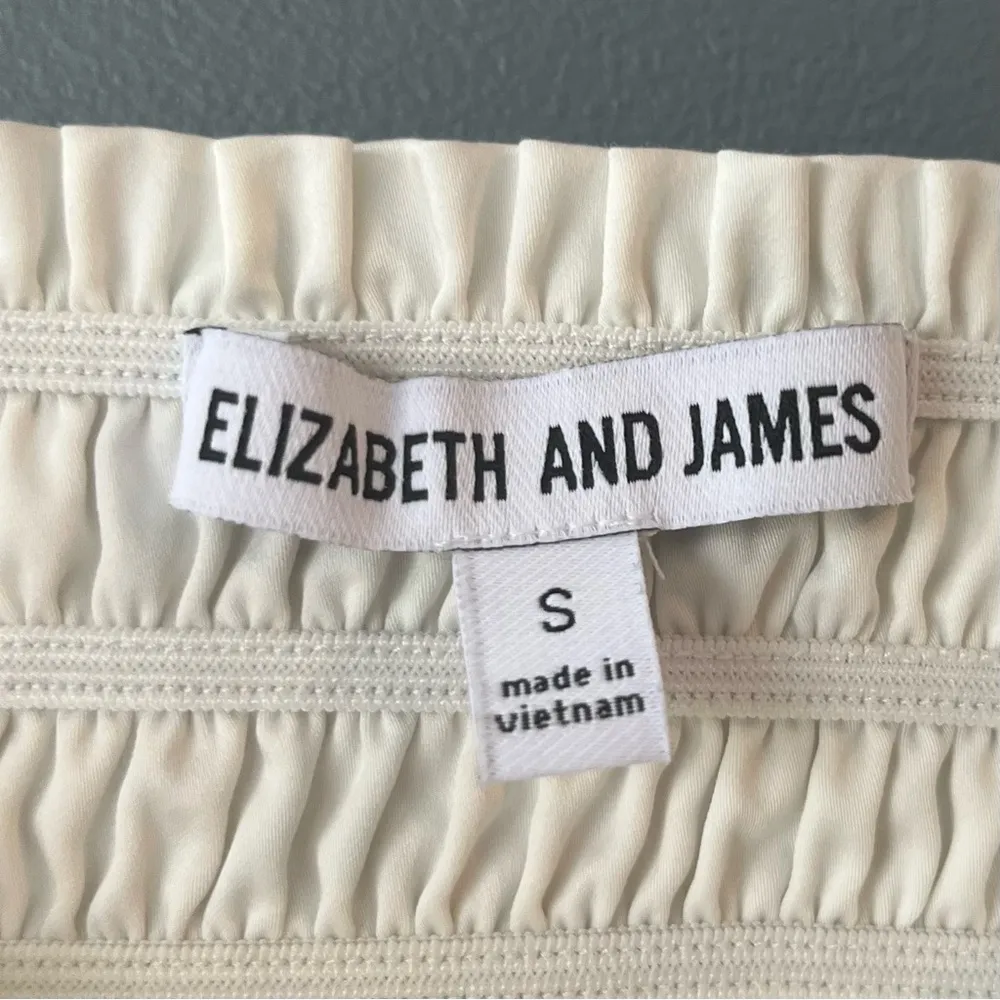 ELIZABETH AND JAMES
S
made in
vietnam